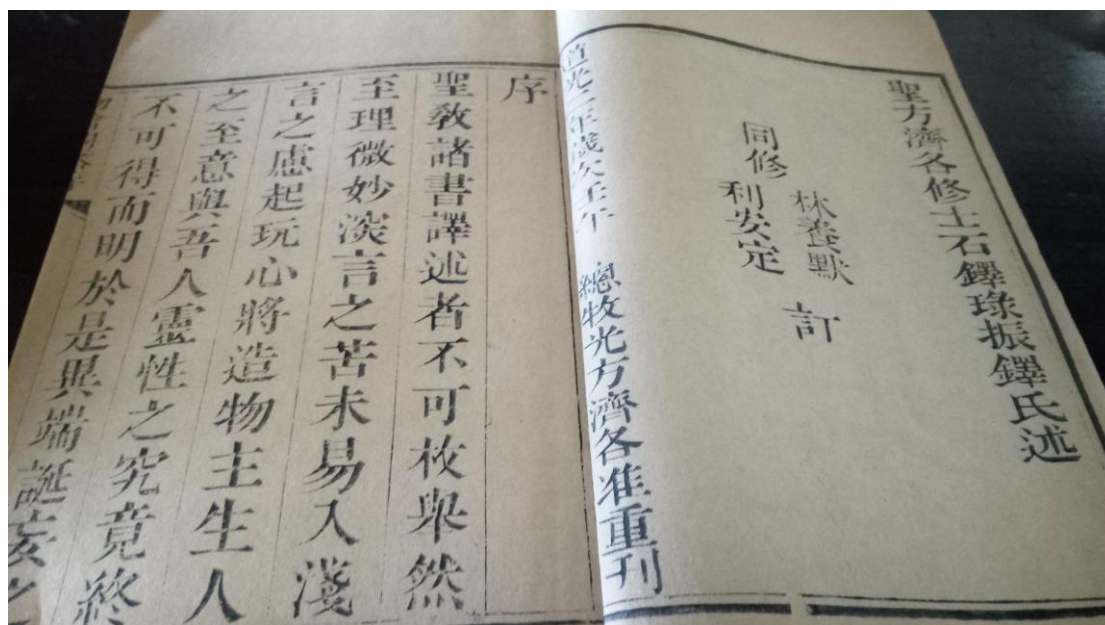 聖方濟各修士石鐸琭振鐸氏述
同修
林養默
利安定
訂
道光二年歲次壬午 總牧光方濟各准重刊
序
聖教諸書譯述者不可枚舉然
至理微妙深言之苦未易入淺
言之慮起玩心將造物主生人
之至意與吾人靈性之究竟終
不可得而明於是異端誕妄之